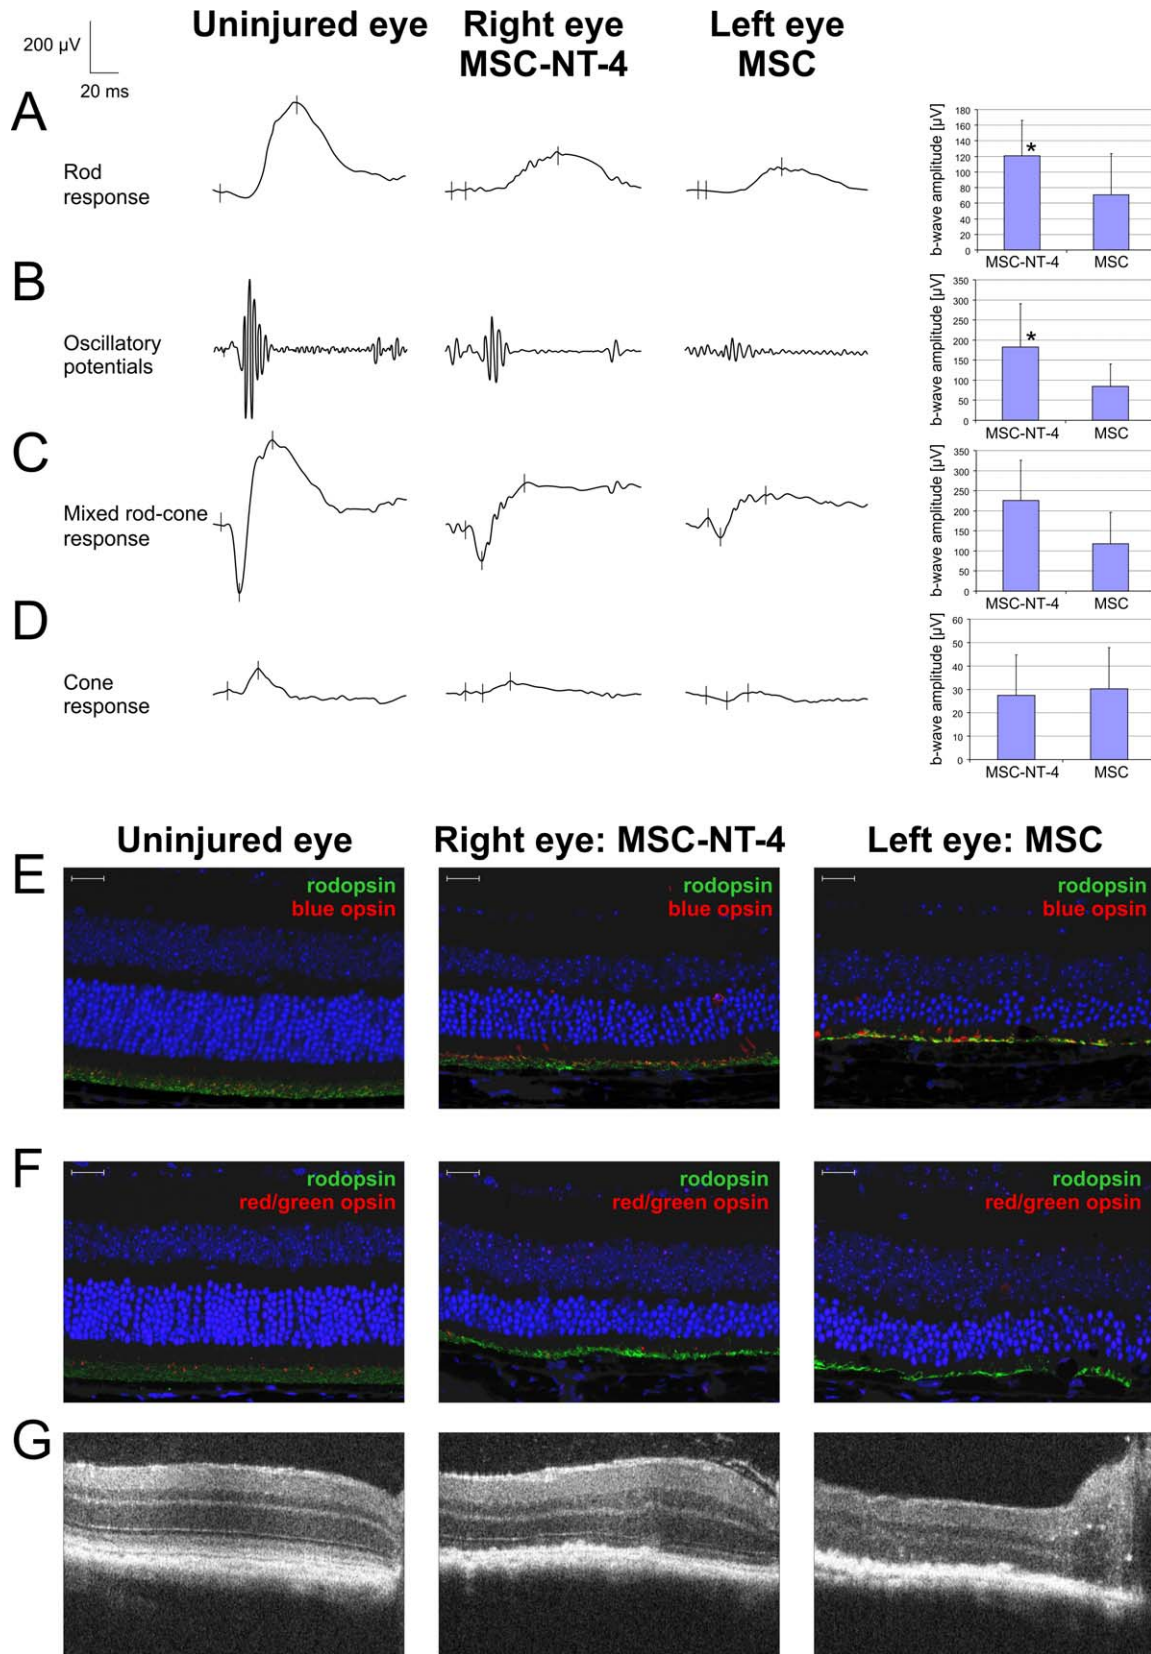 Uninjured eye
Right eye
MSC-NT-4
Left eye
MSC
200 µV
20 ms
A
Rod
response
b-wave amplitude [µV]
180
160
140
120
100
80
60
40
20
0
*
MSC-NT-4
MSC
B
Oscillatory
potentials
b-wave amplitude [µV]
350
300
250
200
150
100
50
0
*
MSC-NT-4
MSC
C
Mixed rod-cone
response
b-wave amplitude [µV]
350
300
250
200
150
100
50
0
MSC-NT-4
MSC
D
Cone
response
b-wave amplitude [µV]
60
50
40
30
20
10
0
MSC-NT-4
MSC
Uninjured eye
Right eye: MSC-NT-4
Left eye: MSC
E
rodopsin
blue opsin
rodopsin
blue opsin
rodopsin
blue opsin
F
rodopsin
red/green opsin
rodopsin
red/green opsin
rodopsin
red/green opsin
G